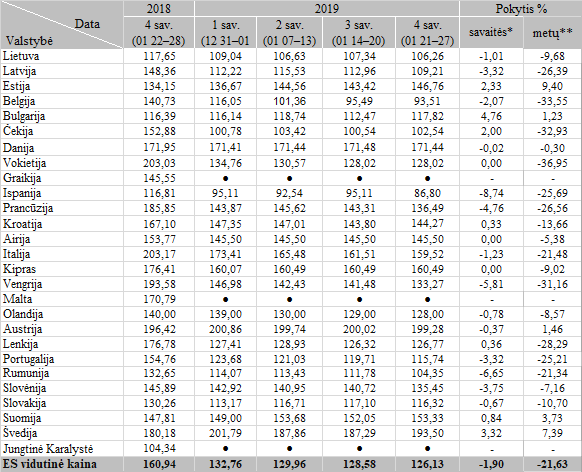 Data 2018 2019 Pokytis %
Valstybė 4 sav. (01 22–28) 1 sav. (12 31–01 2 sav. (01 07–13) 3 sav. (01 14–20) 4 sav. (01 21–27) savaitės* metų**
Lietuva 117,65 109,04 106,63 107,34 106,26 -1,01 -9,68
Latvija 148,36 112,22 115,53 112,96 109,21 -3,32 -26,39
Estija 134,15 136,67 144,56 143,42 146,76 2,33 9,40
Belgija 140,73 116,05 101,36 95,49 93,51 -2,07 -33,55
Bulgarija 116,39 116,14 118,74 112,47 117,82 4,76 1,23
Čekija 152,88 100,78 103,42 100,54 102,54 2,00 -32,93
Danija 171,95 171,41 171,44 171,48 171,44 -0,02 -0,30
Vokietija 203,03 134,76 130,57 128,02 128,02 0,00 -36,95
Graikija 145,55 ● ● ● ● - -
Ispanija 116,81 95,11 92,54 95,11 86,80 -8,74 -25,69
Prancūzija 185,85 143,87 145,62 143,31 136,49 -4,76 -26,56
Kroatija 167,10 147,35 147,01 143,80 144,27 0,33 -13,66
Airija 153,77 145,50 145,50 145,50 145,50 0,00 -5,38
Italija 203,17 173,41 165,48 161,51 159,52 -1,23 -21,48
Kipras 176,41 160,07 160,49 160,49 160,49 0,00 -9,02
Vengrija 193,58 146,98 142,43 141,48 133,27 -5,81 -31,16
Malta 170,79 ● ● ● ● - -
Olandija 140,00 139,00 130,00 129,00 128,00 -0,78 -8,57
Austrija 196,42 200,86 199,74 200,02 199,28 -0,37 1,46
Lenkija 176,78 127,41 128,93 126,32 126,77 0,36 -28,29
Portugalija 154,76 123,68 121,03 119,71 115,74 -3,32 -25,21
Rumunija 132,65 114,07 113,43 111,78 104,35 -6,65 -21,34
Slovėnija 145,89 142,92 140,95 140,72 135,45 -3,75 -7,16
Slovakija 130,26 113,17 116,71 117,10 116,32 -0,67 -10,70
Suomija 147,81 149,00 153,68 152,05 153,33 0,84 3,73
Švedija 180,18 201,79 187,86 187,29 193,50 3,32 7,39
Jungtinė Karalystė 104,34 ● ● ● ● - -
ES vidutinė kaina 160,94 132,76 129,96 128,58 126,13 -1,90 -21,63